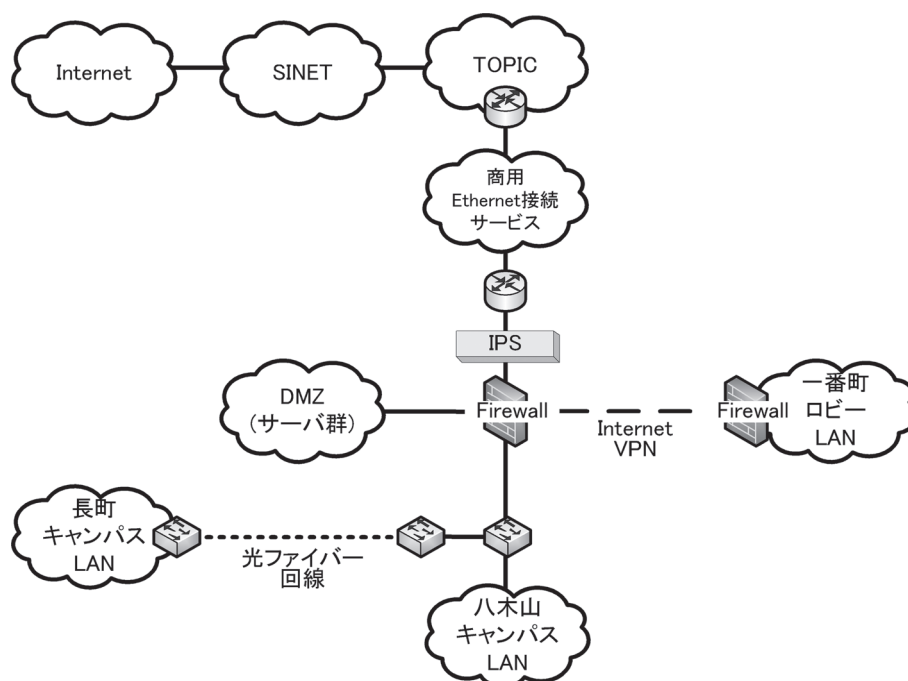 Internet
SINET
TOPIC
商用
Ethernet接続
サービス
IPS
DMZ
(サーバ群)
Firewall
Internet
VPN
Firewall
一番町
ロビー
LAN
長町
キャンパス
LAN
光ファイバー
回線
八木山
キャンパス
LAN